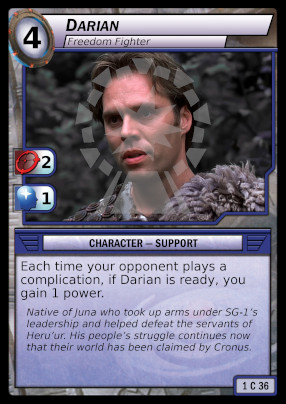 4
DARIAN
Freedom Fighter
2
1
CHARACTER – SUPPORT
Each time your opponent plays a
complication, if Darian is ready, you
gain 1 power.
Native of Juna who took up arms under SG-1's
leadership and helped defeat the servants of
Heru'ur. His people's struggle continues now
that their world has been claimed by Cronus.
1 C 36